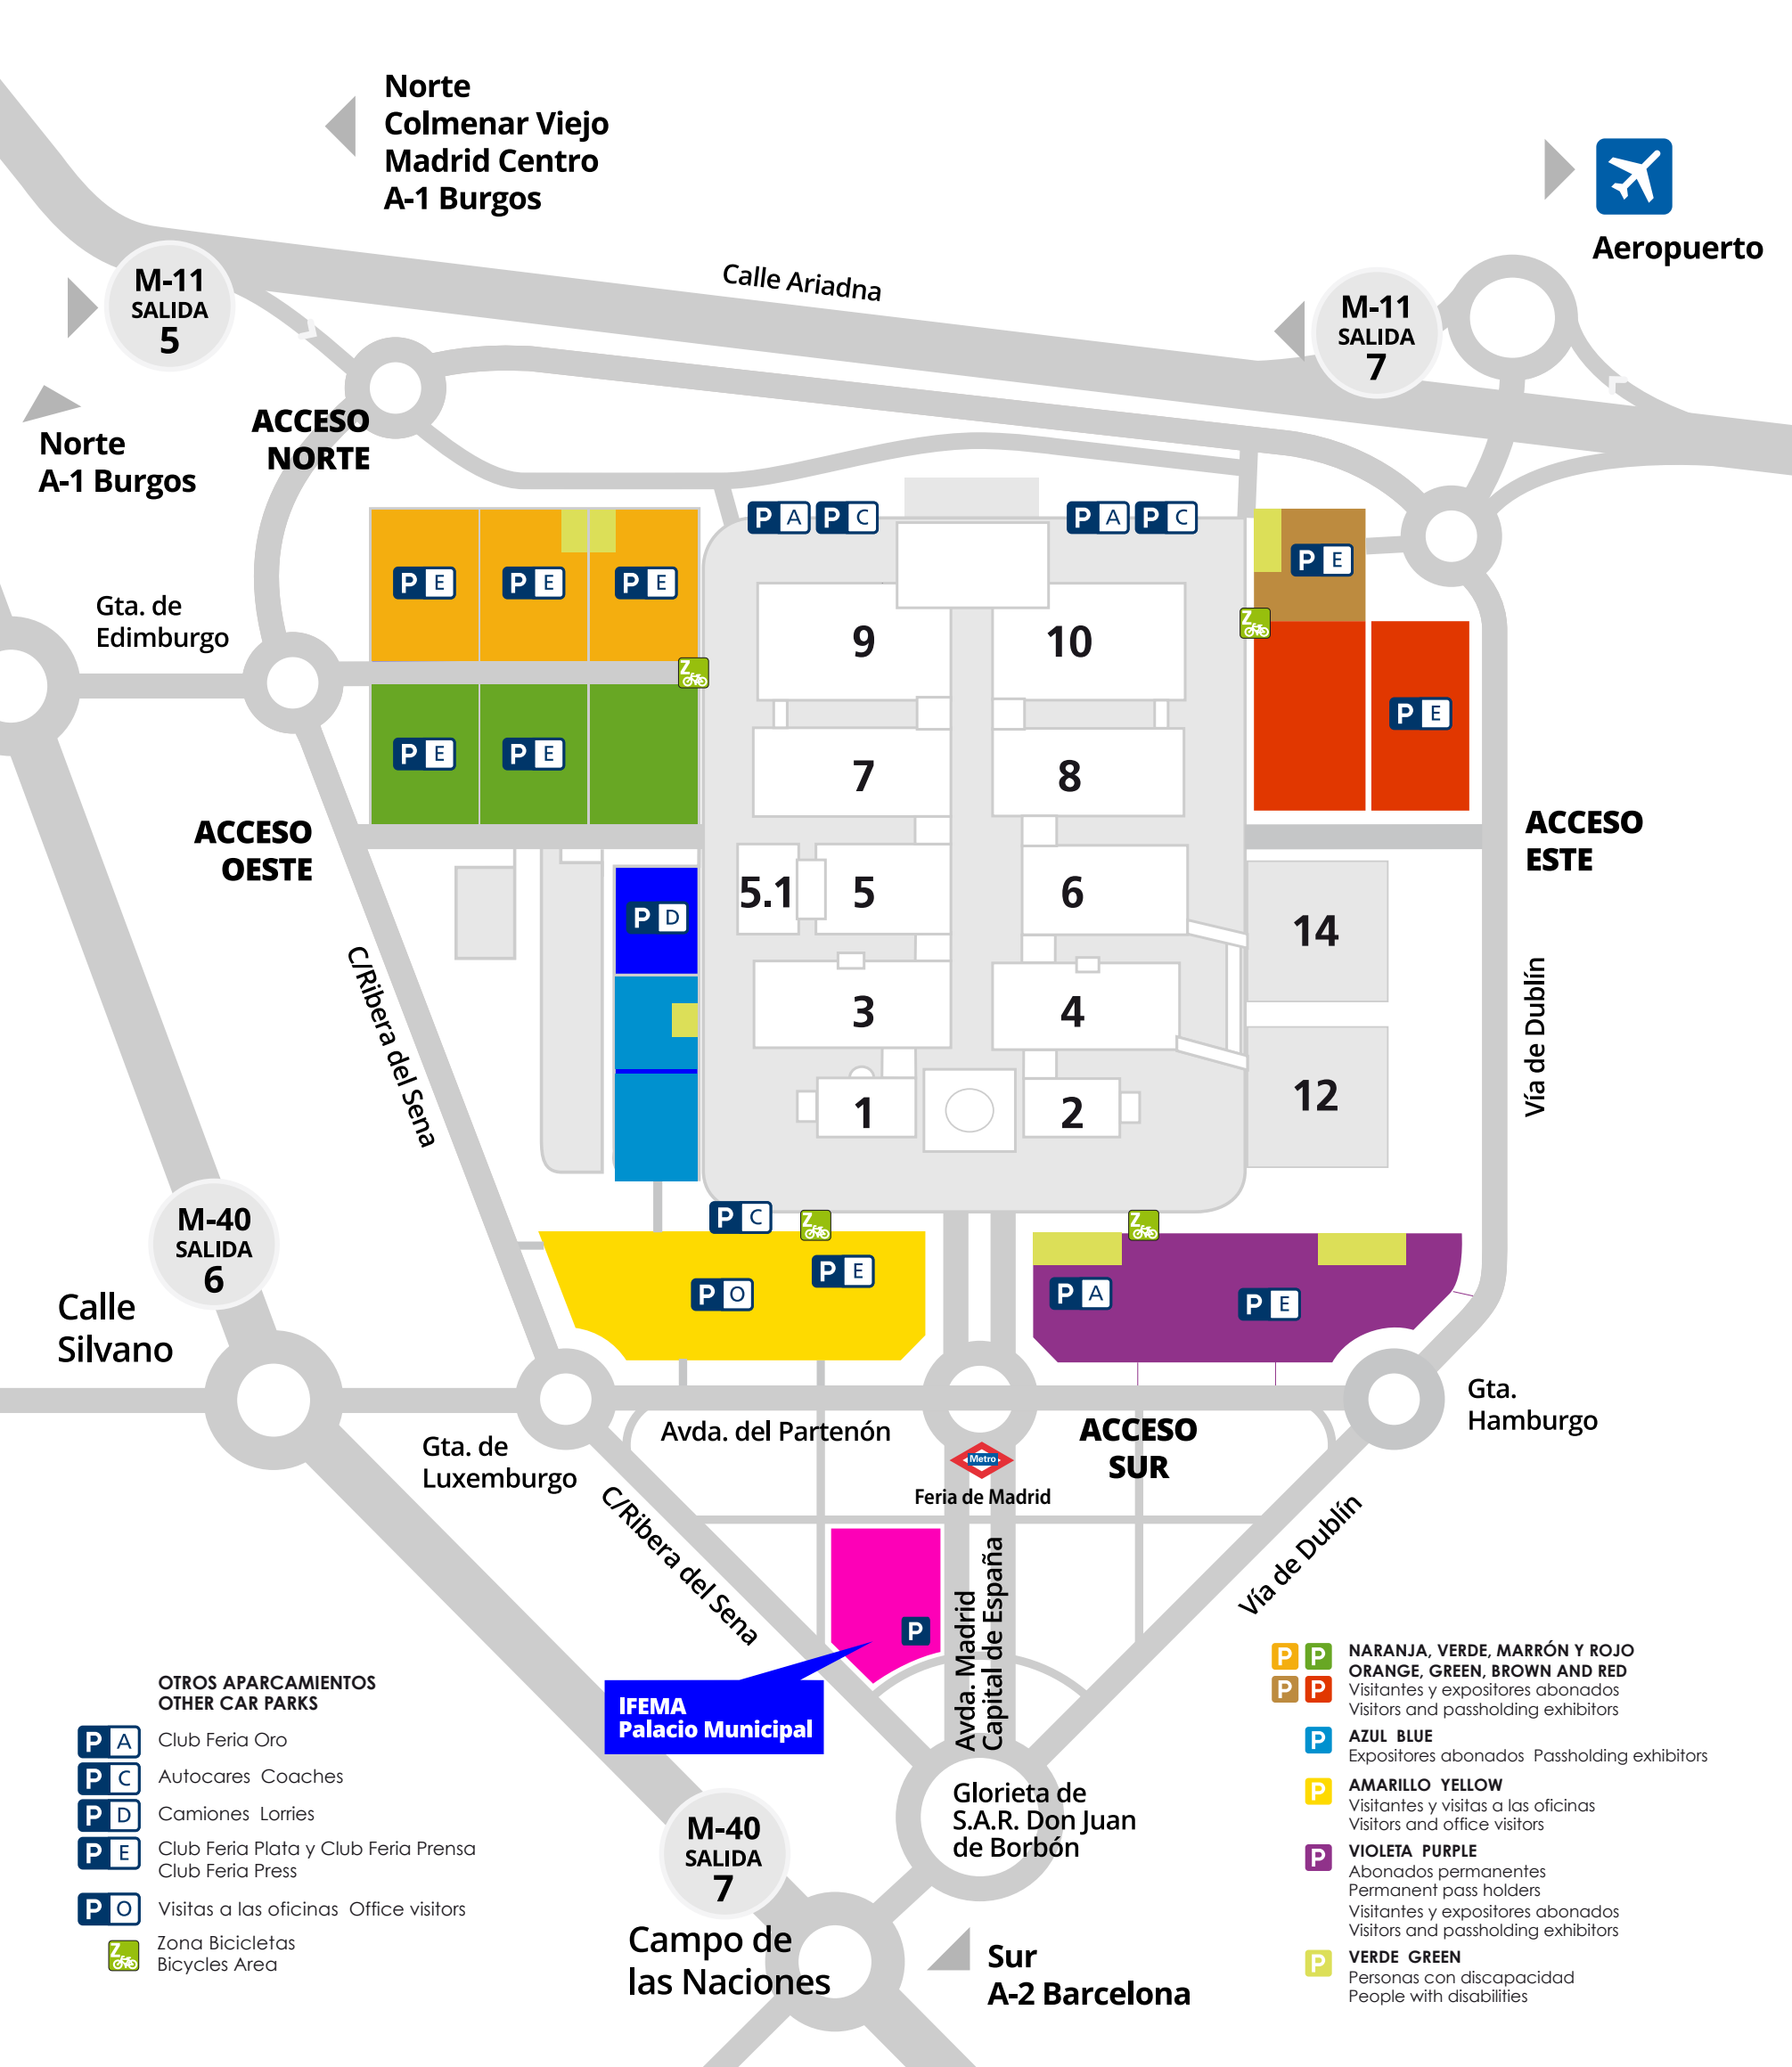 Norte
Colmenar Viejo
Madrid Centro
A-1 Burgos
Aeropuerto
Calle Ariadna
M-11
SALIDA
5
M-11
SALIDA
7
Norte
A-1 Burgos
ACCESO
NORTE
P A P C
P A P C
P E
P E
P E
P E
Gta. de
Edimburgo
9
10
Z
Z
P E
P E
P E
7
8
ACCESO
OESTE
ACCESO
ESTE
P D
5.1
5
6
14
C/Ribera del Sena
3
4
Vía de Dublín
12
1
2
M-40
SALIDA
6
P C
Z
Z
P O
P E
P A
P E
Calle
Silvano
Gta.
Hamburgo
Avda. del Partenón
ACCESO
SUR
Gta. de
Luxemburgo
Metro
Feria de Madrid
C/Ribera del Sena
Avda. Madrid
Capital de España
Vía de Dublín
P
IFEMA
Palacio Municipal
Glorieta de
S.A.R. Don Juan
de Borbón
M-40
SALIDA
7
Campo de
las Naciones
Sur
A-2 Barcelona
OTROS APARCAMIENTOS
OTHER CAR PARKS
P A Club Feria Oro
P C Autocares Coaches
P D Camiones Lorries
P E Club Feria Plata y Club Feria Prensa
Club Feria Press
P O Visitas a las oficinas Office visitors
Z Zona Bicicletas
Bicycles Area
P P NARANJA, VERDE, MARRÓN Y ROJO
ORANGE, GREEN, BROWN AND RED
P P Visitantes y expositores abonados
Visitors and passholding exhibitors
P AZUL BLUE
Expositores abonados Passholding exhibitors
P AMARILLO YELLOW
Visitantes y visitas a las oficinas
Visitors and office visitors
P VIOLETA PURPLE
Abonados permanentes
Permanent pass holders
Visitantes y expositores abonados
Visitors and passholding exhibitors
P VERDE GREEN
Personas con discapacidad
People with disabilities